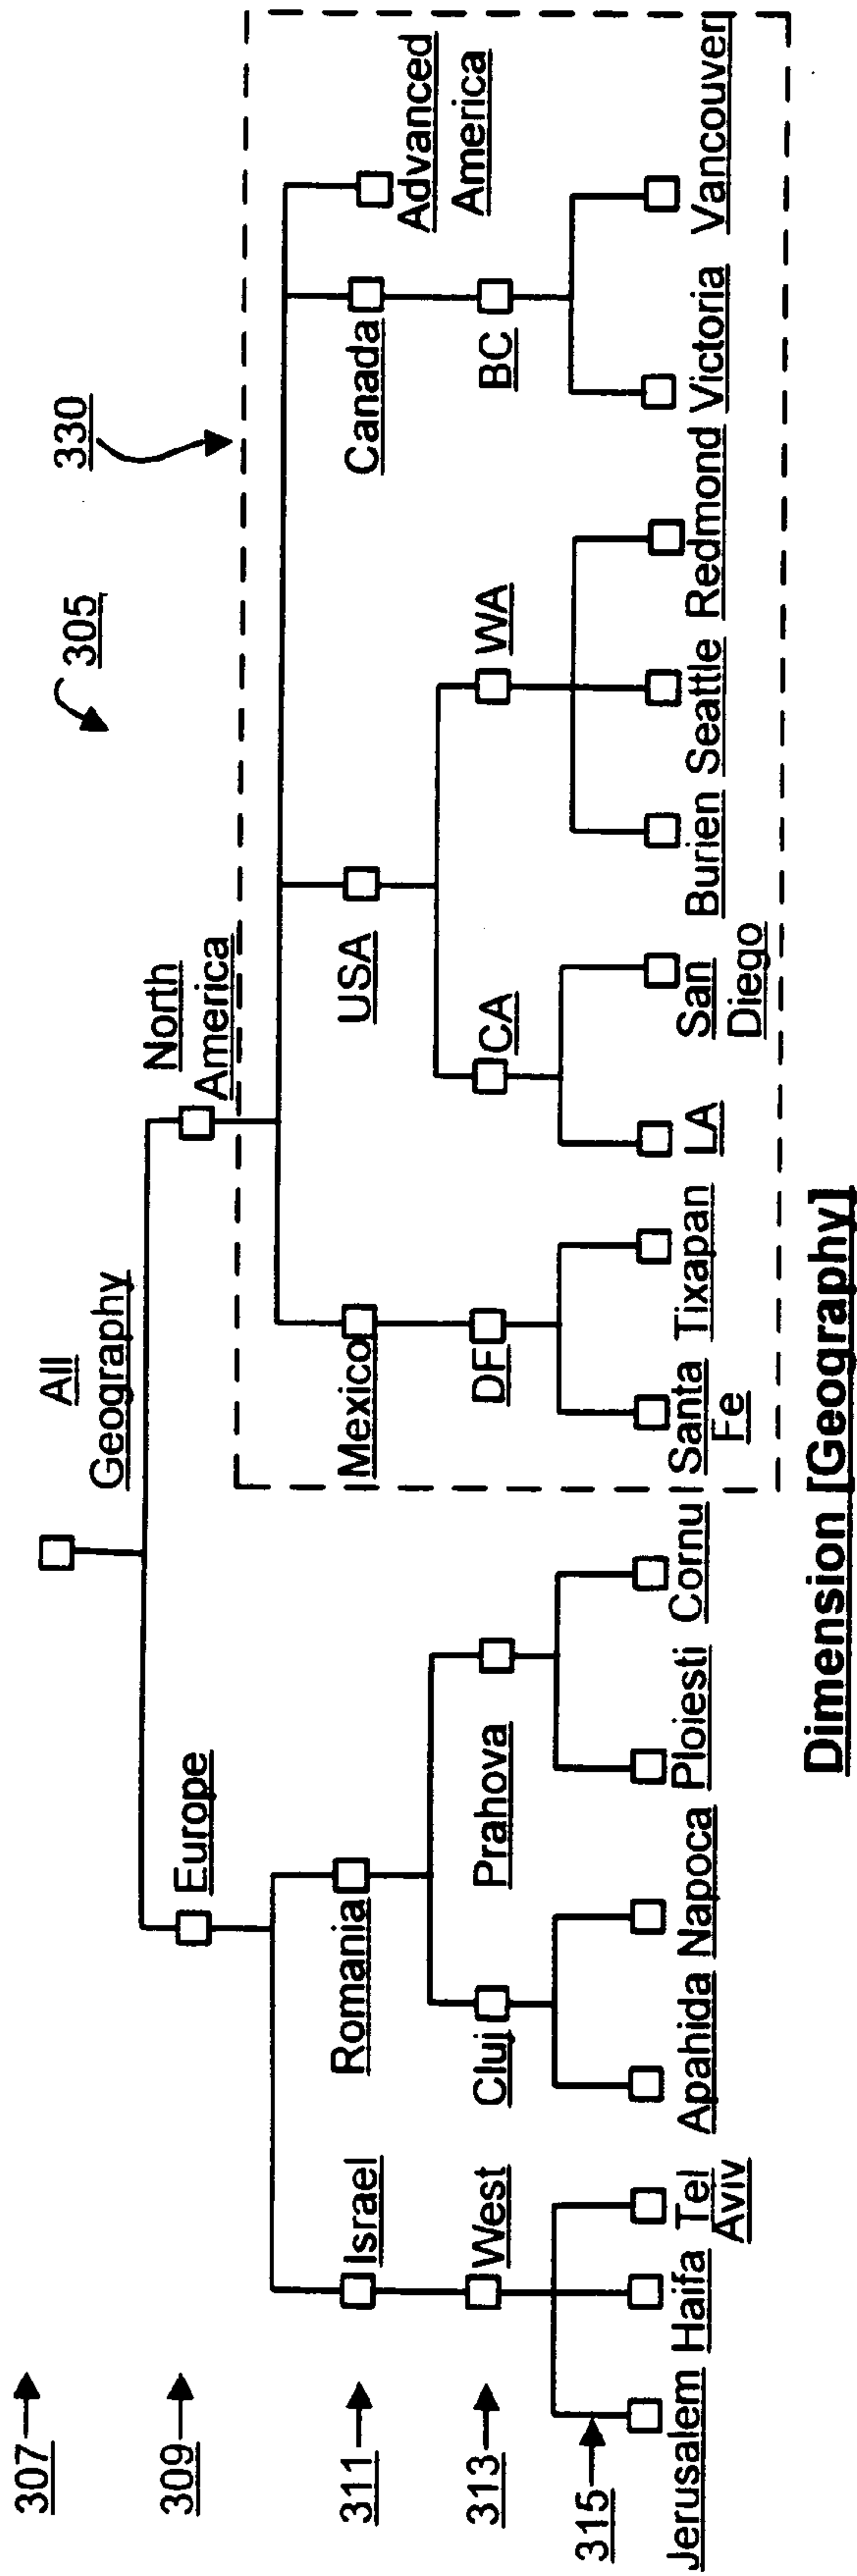 305
330
307
All
Geography
309
Europe
North
America
311
Israel
Romania
Mexico
USA
Canada
Advanced
America
313
West
Cluj
Prahova
DF
CA
WA
BC
315
Jerusalem
Haifa
Tel
Aviv
Apahida
Napoca
Ploiesti
Cornu
Santa
Fe
Tixapan
LA
San
Diego
Burien
Seattle
Redmond
Victoria
Vancouver
Dimension [Geography]